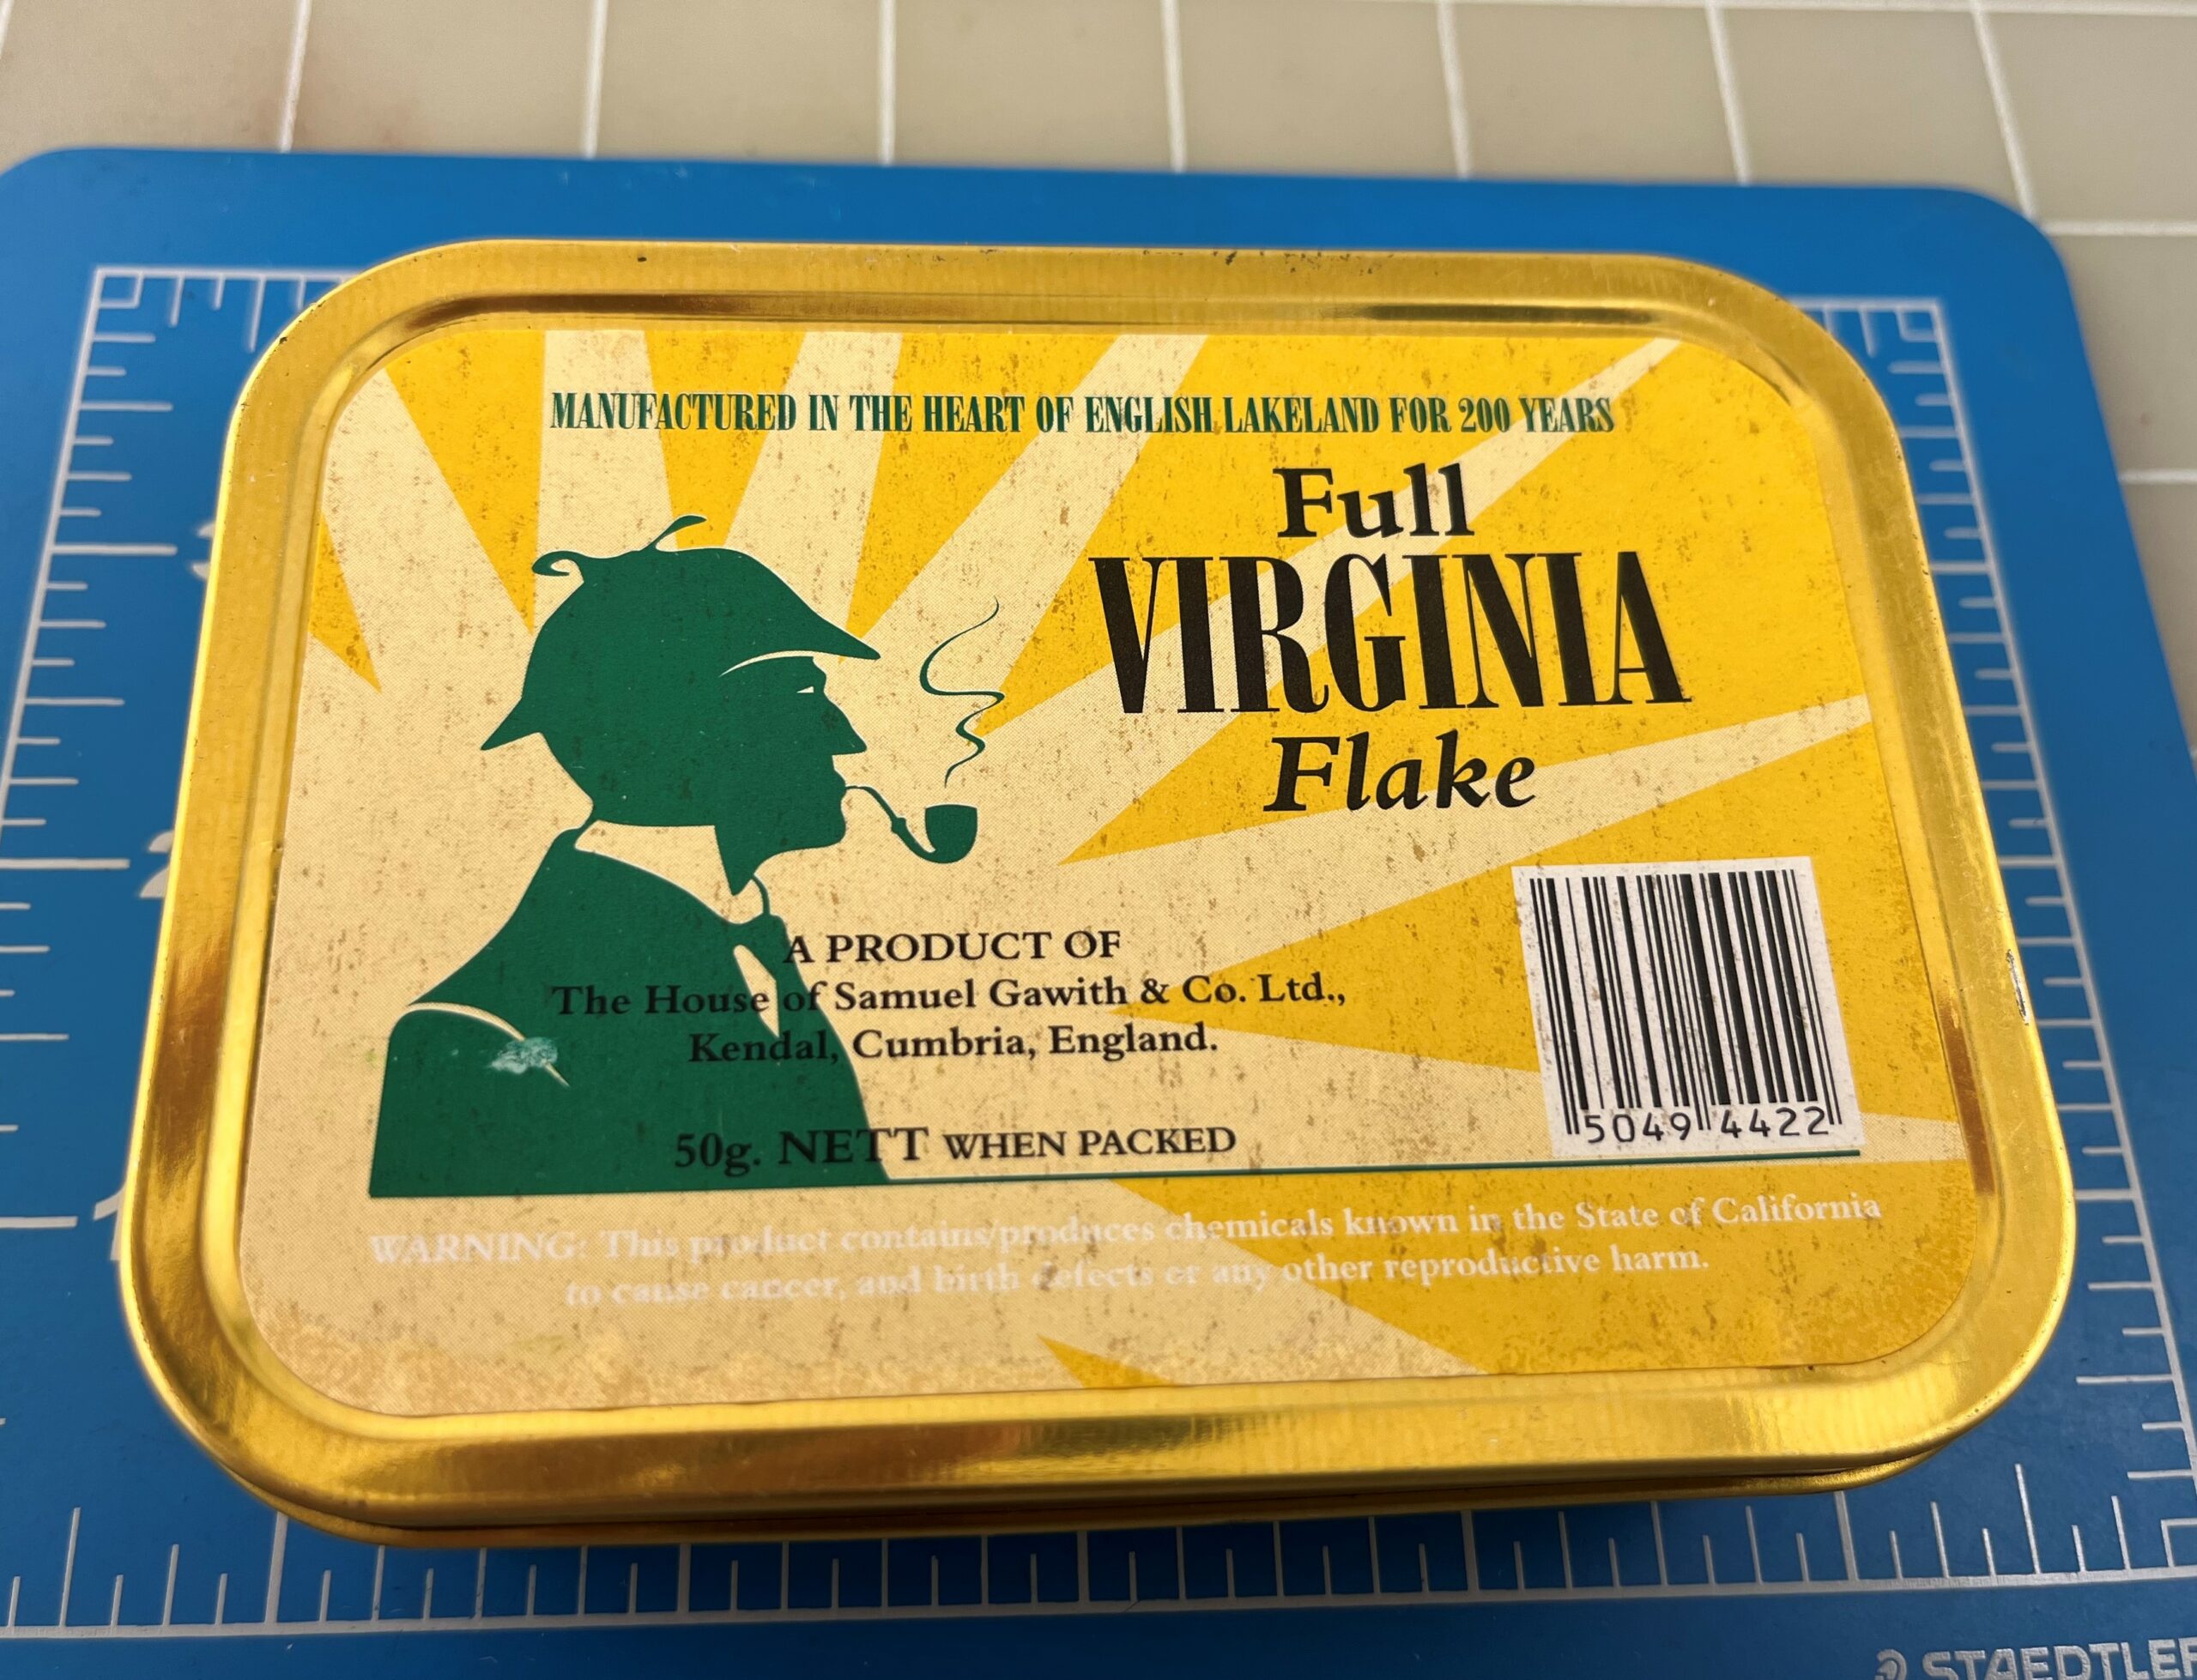 MANUFACTURED IN THE HEART OF ENGLISH LAKELAND FOR 200 YEARS
Full
VIRGINIA
Flake
A PRODUCT OF
The House of Samuel Gawith & Co. Ltd.,
Kendal, Cumbria, England.
50g. NETT WHEN PACKED
5049 4422
WARNING: This product contains/produces chemicals known in the State of California
to cause cancer, and birth defects or any other reproductive harm.
STAEDTLER